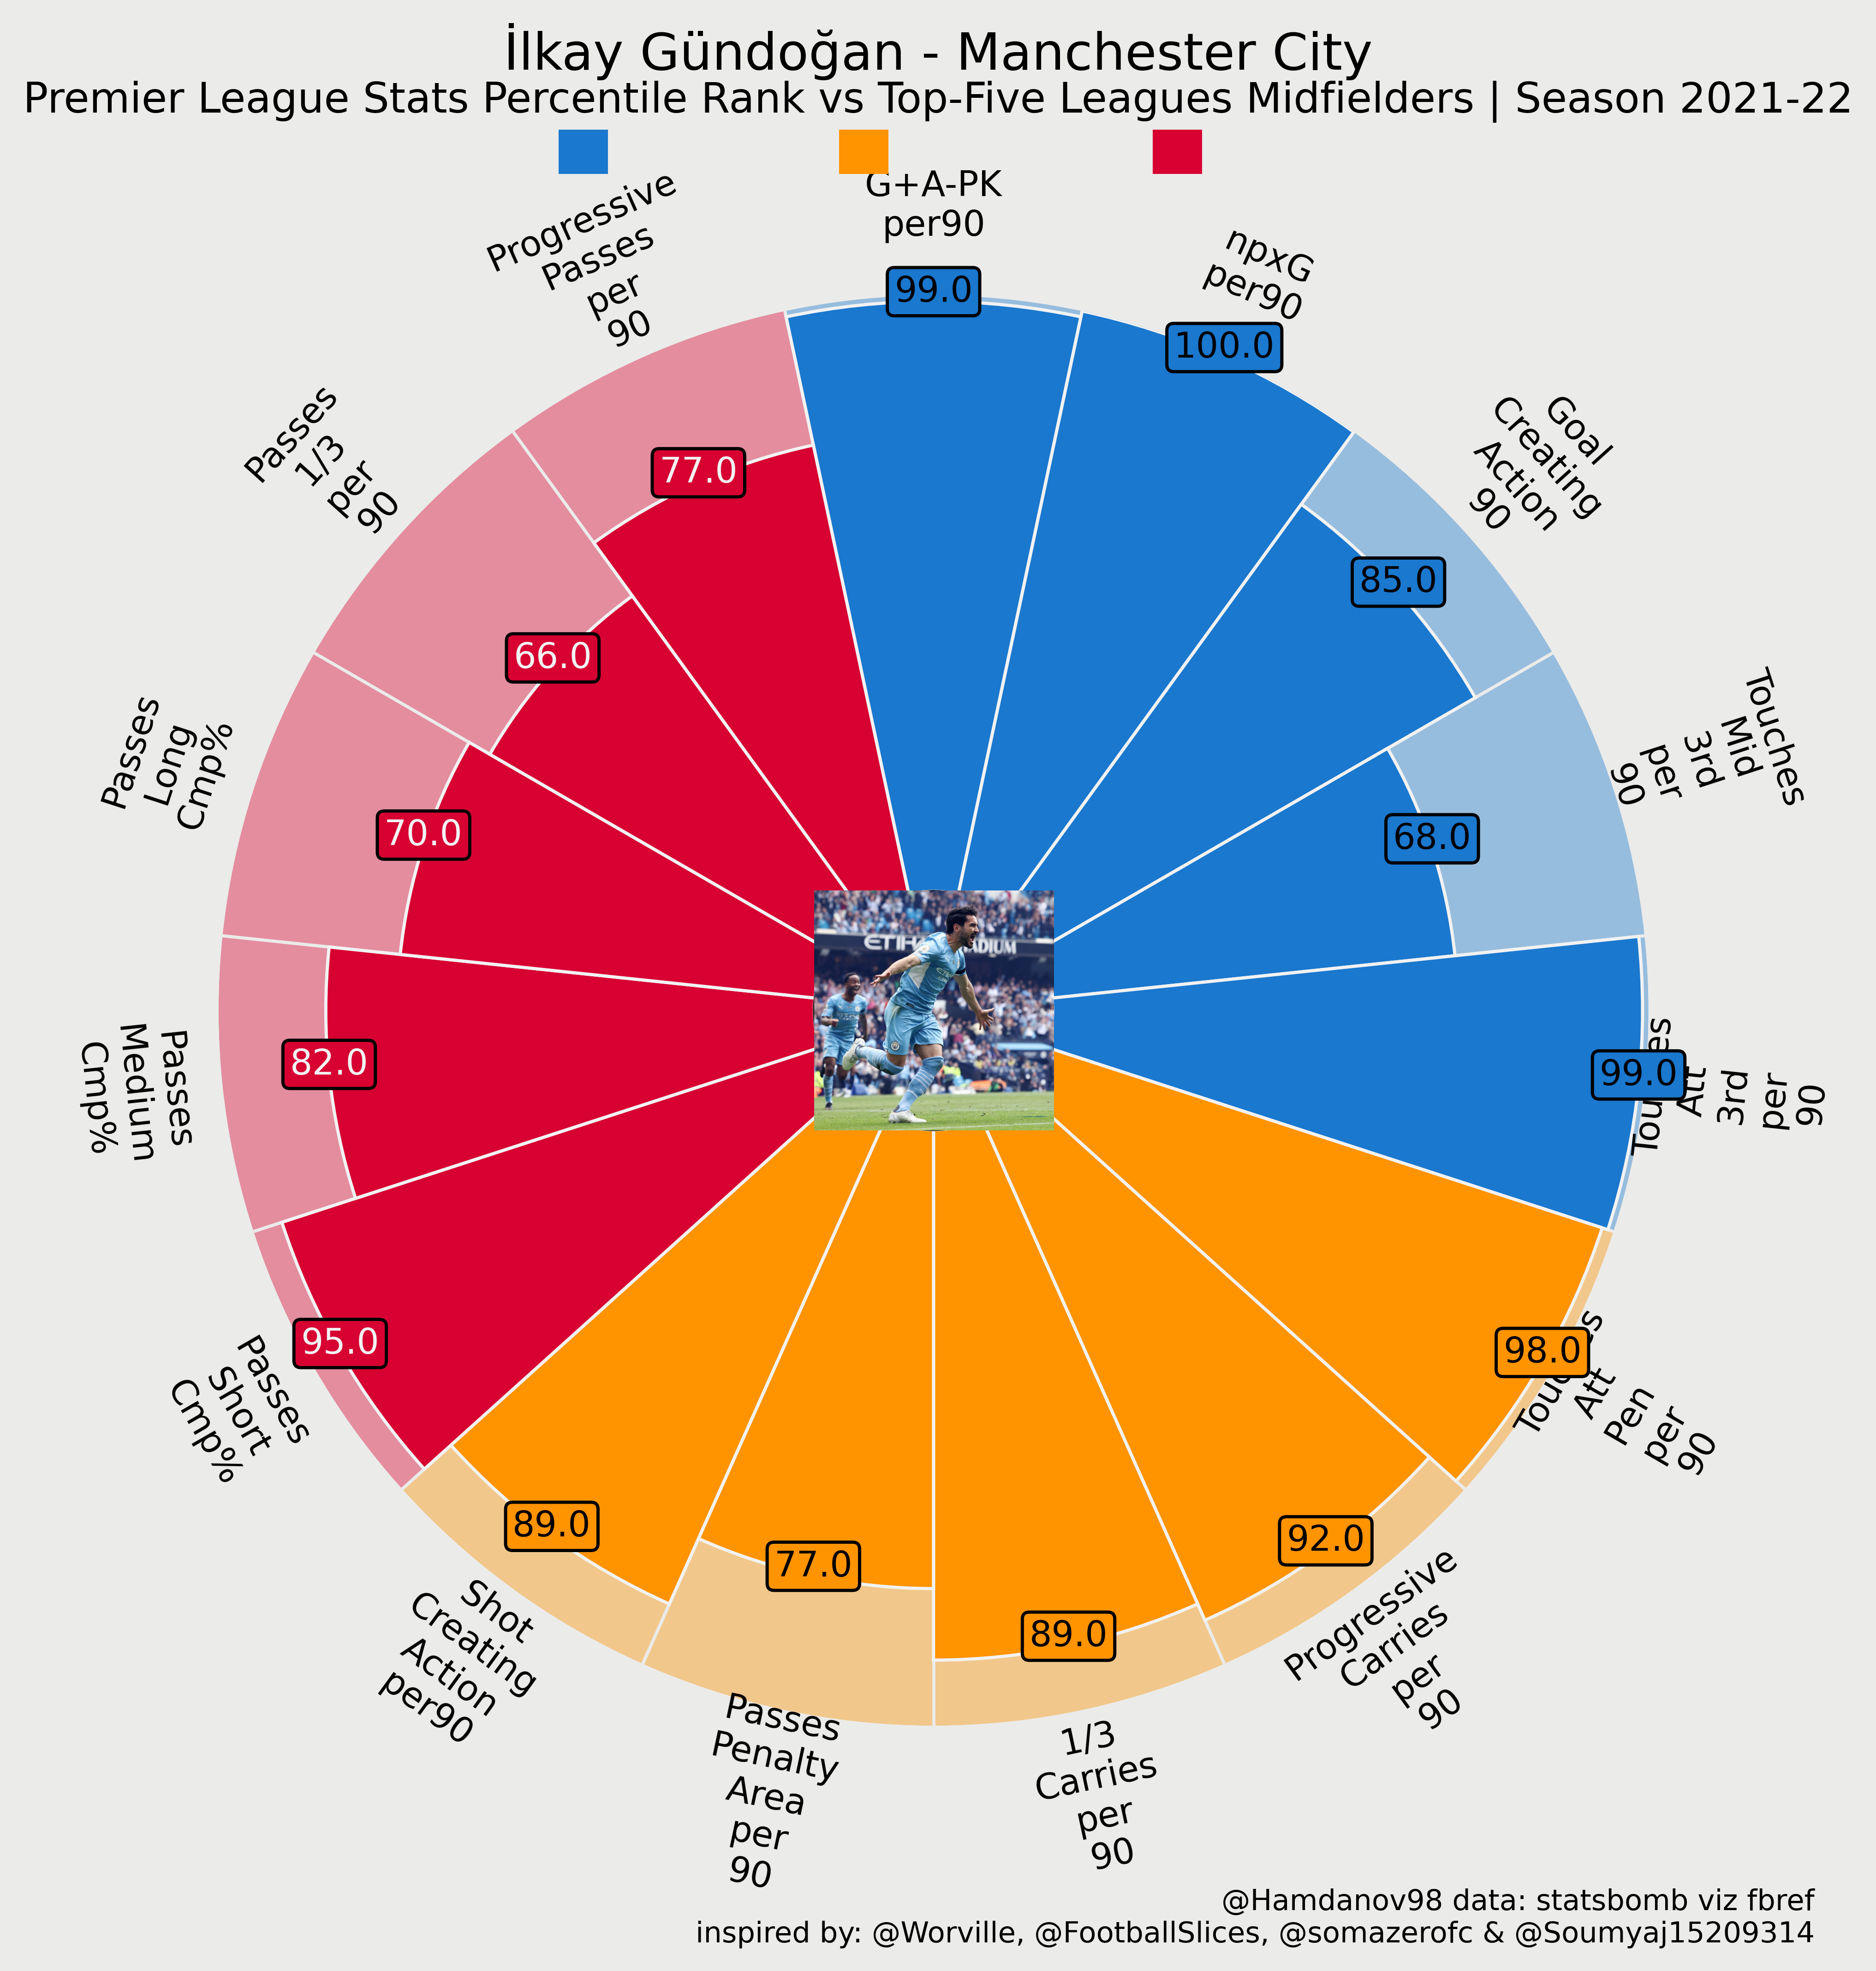 İlkay Gündoğan - Manchester City
Premier League Stats Percentile Rank vs Top-Five Leagues Midfielders | Season 2021-22
G+A-PK
per90
99.0
npxG
per90
100.0
Goal
Creating
Action
90
85.0
Touches
Mid
3rd
per
90
68.0
Touches
Att
3rd
per
90
99.0
Touches
Att
Pen
per
90
98.0
Progressive
Carries
per
90
92.0
1/3
Carries
per
90
89.0
Passes
Penalty
Area
per
90
77.0
Shot
Creating
Action
per90
89.0
Passes
Short
Cmp%
95.0
Passes
Medium
Cmp%
82.0
Passes
Long
Cmp%
70.0
Passes
1/3
per
90
66.0
Progressive
Passes
per
90
77.0
@Hamdanov98 data: statsbomb viz fbref
inspired by: @Worville, @FootballSlices, @somazerofc & @Soumyaj15209314